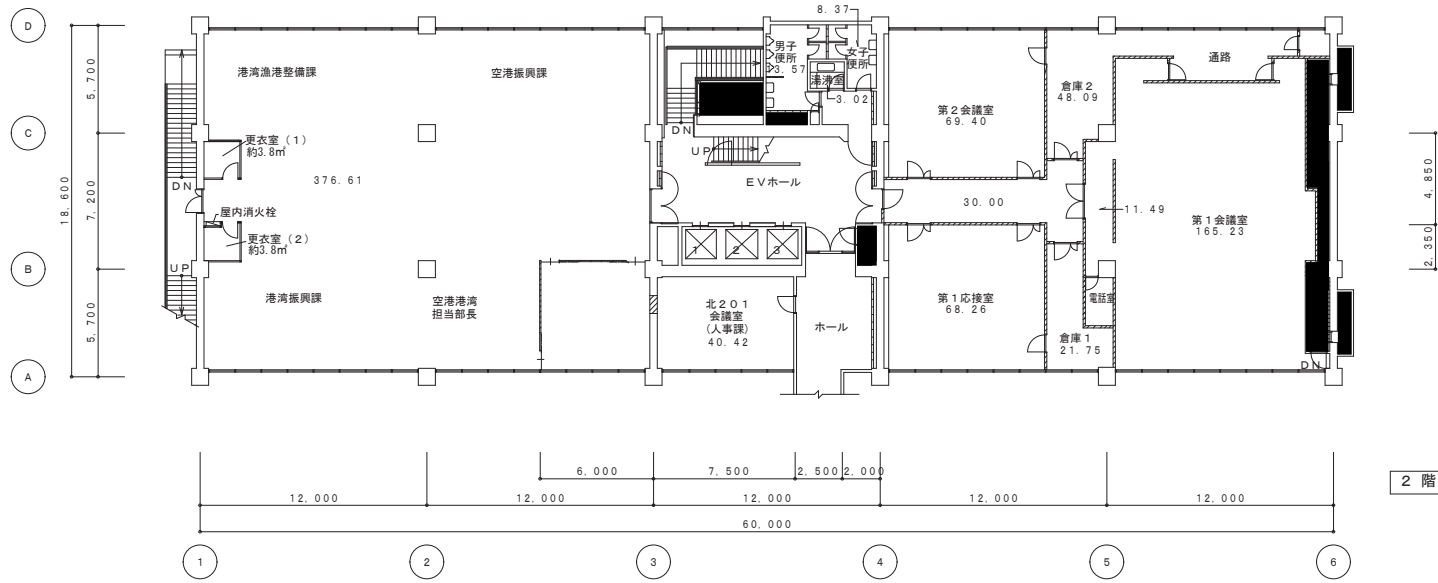 D
C
B
A
5,700
7,200
5,700
18,600
港湾漁港整備課
空港振興課
更衣室（1）
約3.8㎡
376.61
DN
屋内消火栓
更衣室（2）
約3.8㎡
UP
港湾振興課
空港港湾
担当部長
8.37
男子
便所
3.57
女子
便所
湯沸室
3.02
DN
UP
EVホール
1
2
3
北201
会議室
(人事課)
40.42
ホール
第2会議室
69.40
倉庫2
48.09
通路
30.00
11.49
第1会議室
165.23
第1応接室
68.26
電話室
倉庫1
21.75
DN
4,850
2,350
6,000
7,500
2,500
2,000
12,000
12,000
12,000
12,000
12,000
60,000
2階
1
2
3
4
5
6